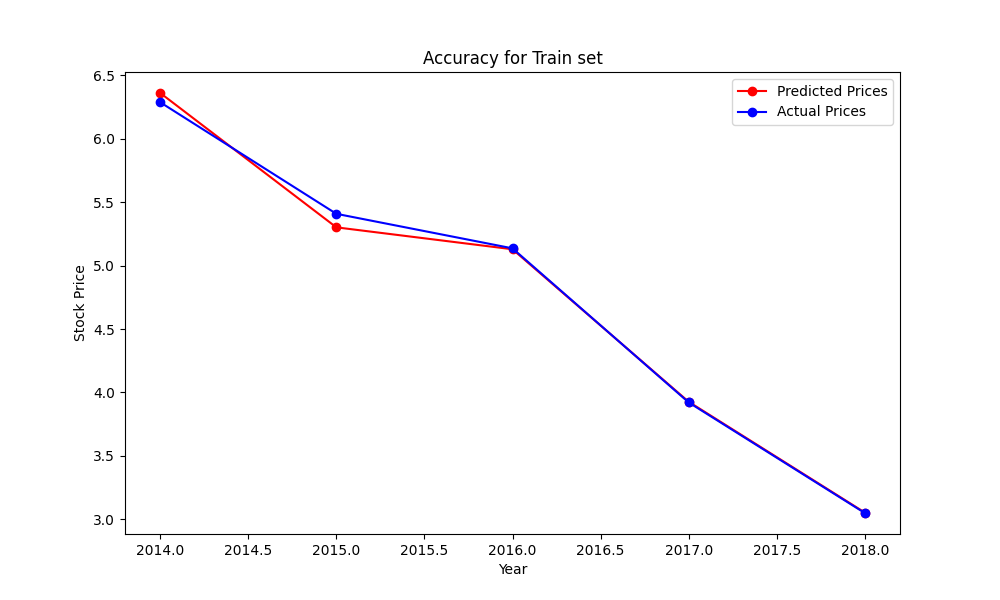 Accuracy for Train set
Predicted Prices
Actual Prices
6.5
6.0
5.5
5.0
4.5
4.0
3.5
3.0
Stock Price
2014.0 2014.5 2015.0 2015.5 2016.0 2016.5 2017.0 2017.5 2018.0
Year